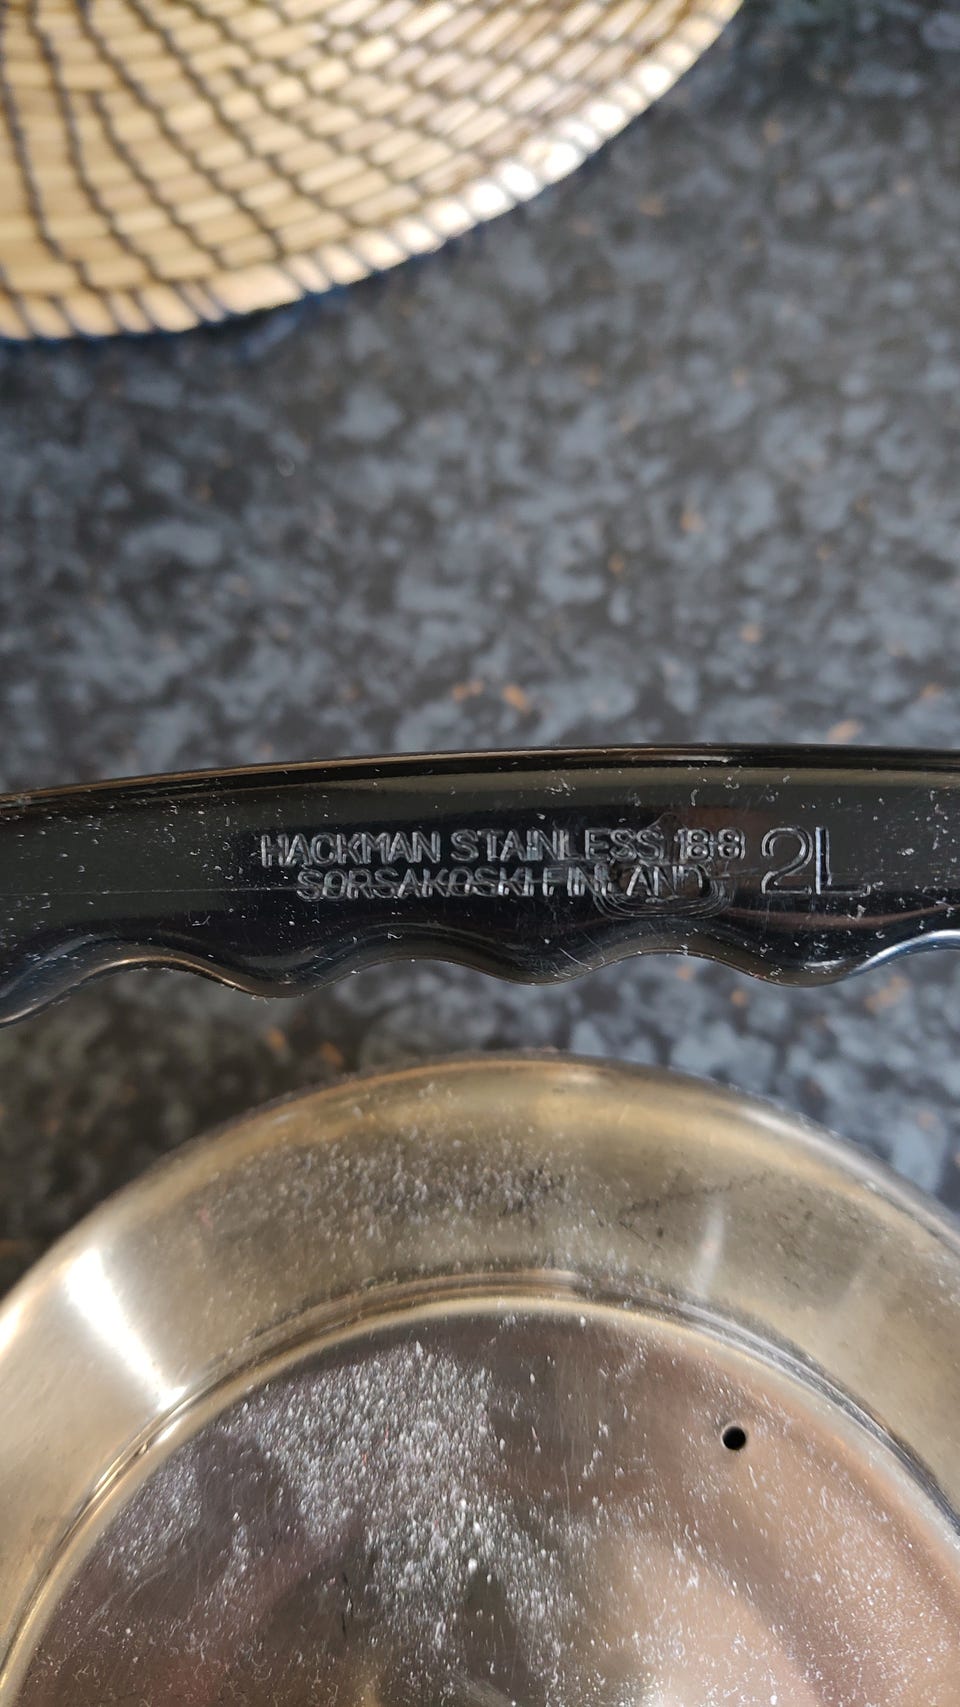 HACKMAN STAINLESS 18-8 2L
SORSAKOSKI FINLAND